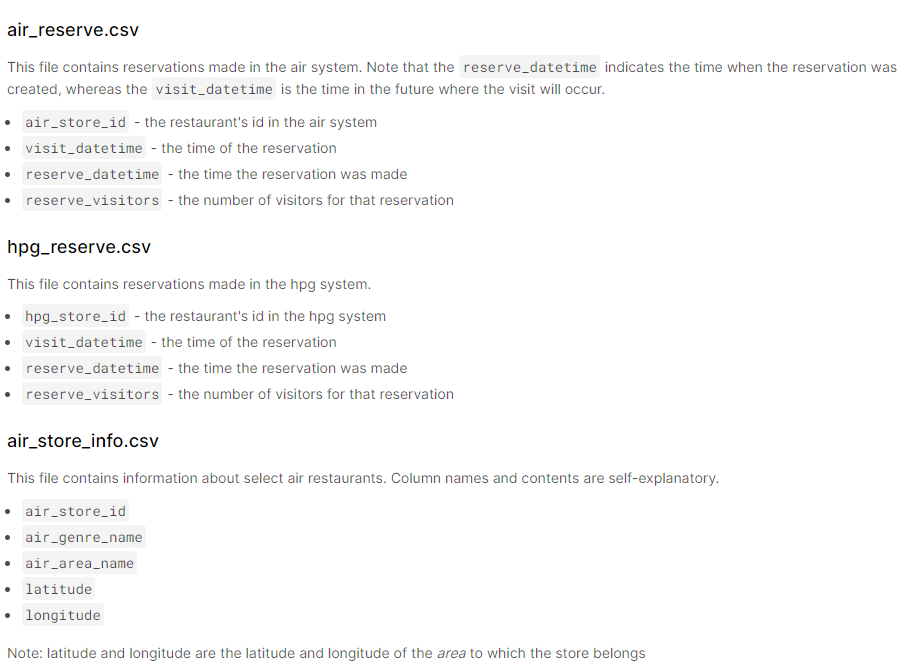 air_reserve.csv
This file contains reservations made in the air system. Note that the reserve_datetime indicates the time when the reservation was
created, whereas the visit_datetime is the time in the future where the visit will occur.
• air_store_id - the restaurant's id in the air system
• visit_datetime - the time of the reservation
• reserve_datetime - the time the reservation was made
• reserve_visitors - the number of visitors for that reservation
hpg_reserve.csv
This file contains reservations made in the hpg system.
• hpg_store_id - the restaurant's id in the hpg system
• visit_datetime - the time of the reservation
• reserve_datetime - the time the reservation was made
• reserve_visitors - the number of visitors for that reservation
air_store_info.csv
This file contains information about select air restaurants. Column names and contents are self-explanatory.
• air_store_id
• air_genre_name
• air_area_name
• latitude
• longitude
Note: latitude and longitude are the latitude and longitude of the area to which the store belongs